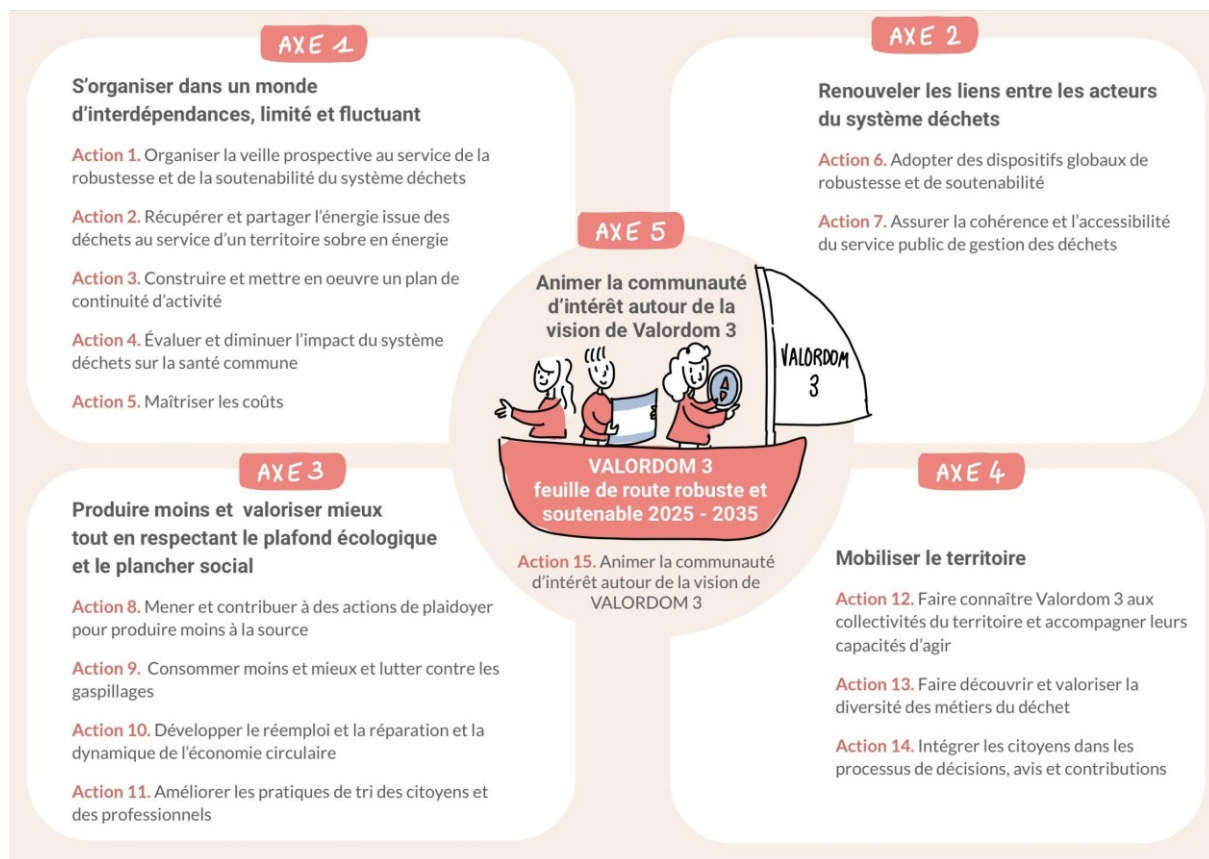 AXE 1
S’organiser dans un monde
d’interdépendances, limité et fluctuant
Action 1. Organiser la veille prospective au service de la
robustesse et de la soutenabilité du système déchets
Action 2. Récupérer et partager l’énergie issue des
déchets au service d’un territoire sobre en énergie
Action 3. Construire et mettre en oeuvre un plan de
continuité d’activité
Action 4. Évaluer et diminuer l’impact du système
déchets sur la santé commune
Action 5. Maîtriser les coûts
AXE 2
Renouveler les liens entre les acteurs
du système déchets
Action 6. Adopter des dispositifs globaux de
robustesse et de soutenabilité
Action 7. Assurer la cohérence et l’accessibilité
du service public de gestion des déchets
AXE 5
Animer la communauté
d’intérêt autour de la
vision de Valordom 3
VALORDOM
3
VALORDOM 3
feuille de route robuste et
soutenable 2025 - 2035
Action 15. Animer la communauté
d’intérêt autour de la vision de
VALORDOM 3
AXE 3
Produire moins et valoriser mieux
tout en respectant le plafond écologique
et le plancher social
Action 8. Mener et contribuer à des actions de plaidoyer
pour produire moins à la source
Action 9. Consommer moins et mieux et lutter contre les
gaspillages
Action 10. Développer le réemploi et la réparation et la
dynamique de l’économie circulaire
Action 11. Améliorer les pratiques de tri des citoyens et
des professionnels
AXE 4
Mobiliser le territoire
Action 12. Faire connaître Valordom 3 aux
collectivités du territoire et accompagner leurs
capacités d’agir
Action 13. Faire découvrir et valoriser la
diversité des métiers du déchet
Action 14. Intégrer les citoyens dans les
processus de décisions, avis et contributions